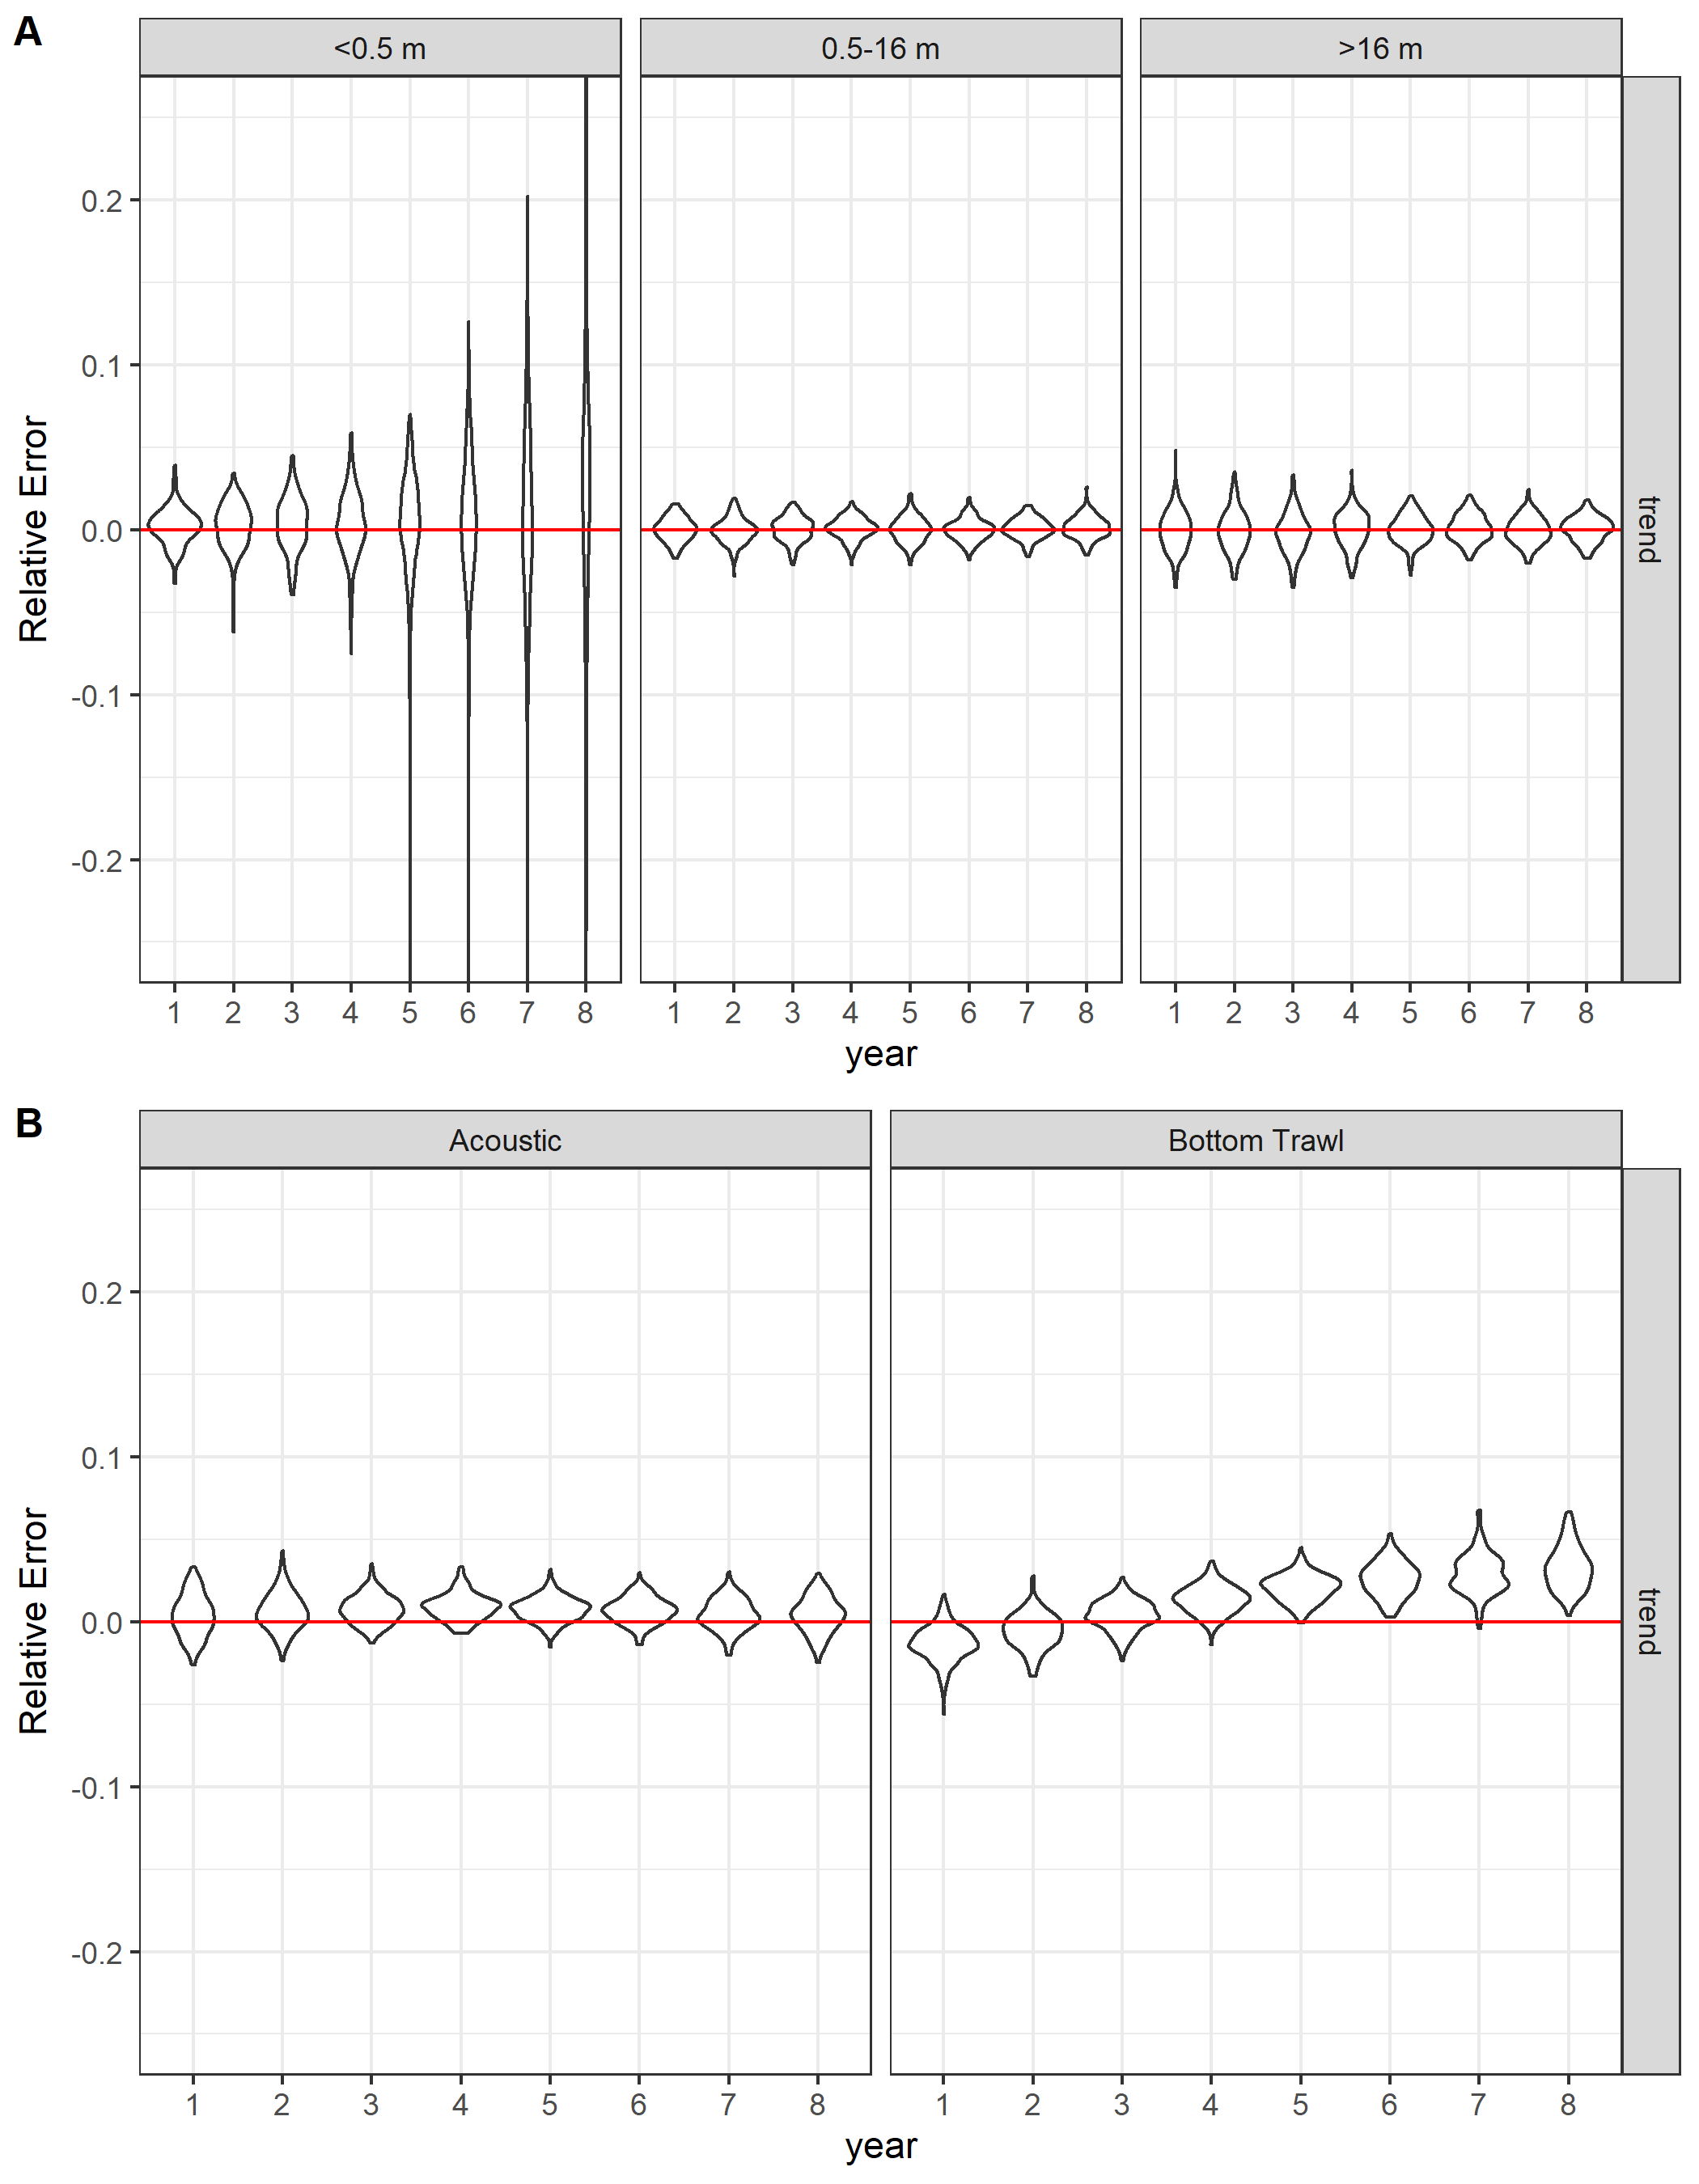 A
<0.5 m 0.5-16 m >16 m
0.2
0.1
0.0
-0.1
-0.2
Relative Error
trend
1 2 3 4 5 6 7 8 1 2 3 4 5 6 7 8 1 2 3 4 5 6 7 8
year
B
Acoustic Bottom Trawl
0.2
0.1
0.0
-0.1
-0.2
Relative Error
trend
1 2 3 4 5 6 7 8 1 2 3 4 5 6 7 8
year